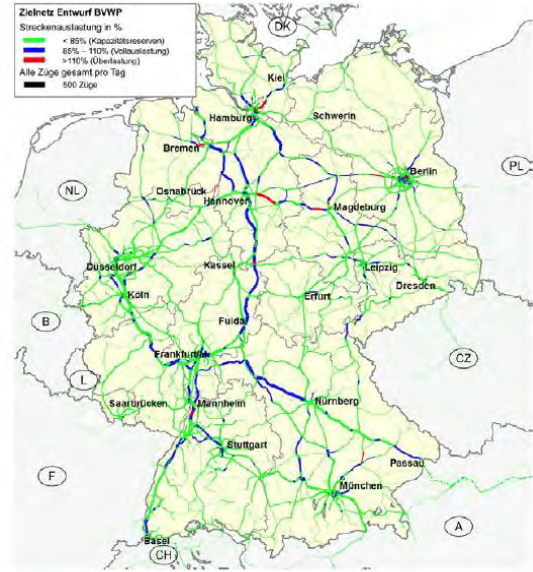 Zielnetz Entwurf BVWP
Streckenauslastung in %
< 85% (Kapazitätsreserven)
85% – 110% (Vollauslastung)
>110% (Überlastung)
Alle Züge gesamt pro Tag
500 Züge
DK
Kiel
Hamburg
Schwerin
Bremen
Berlin
PL
NL
Osnabrück
Hannover
Magdeburg
Düsseldorf
Kassel
Leipzig
Dresden
Köln
Erfurt
B
Fulda
CZ
Frankfurt/M
L
Saarbrücken
Mannheim
Nürnberg
Stuttgart
Passau
F
München
A
Basel
CH